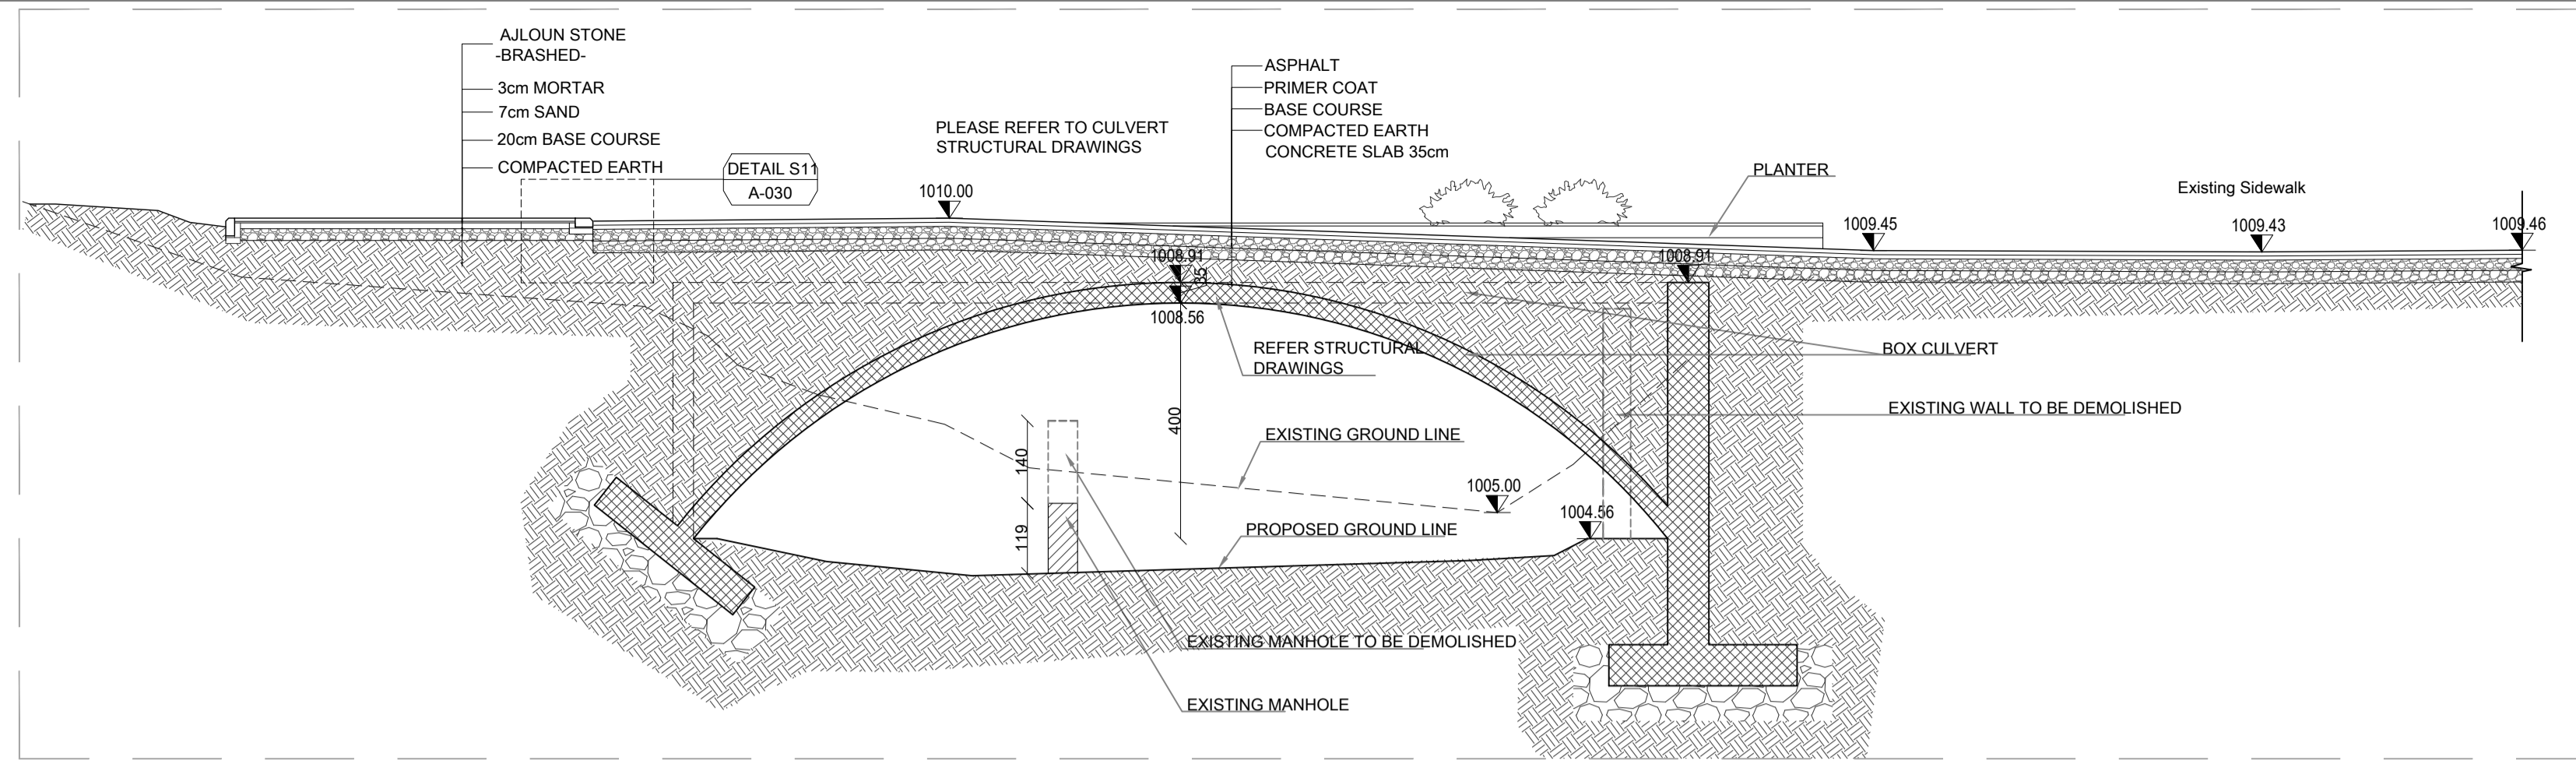 AJLOUN STONE
-BRASHED-
3cm MORTAR
7cm SAND
20cm BASE COURSE
COMPACTED EARTH
DETAIL S11
A-030
PLEASE REFER TO CULVERT
STRUCTURAL DRAWINGS
1010.00
ASPHALT
PRIMER COAT
BASE COURSE
COMPACTED EARTH
CONCRETE SLAB 35cm
PLANTER
Existing Sidewalk
1009.45
1009.43
1009.46
1008.91
35
1008.91
1008.56
REFER STRUCTURAL
DRAWINGS
BOX CULVERT
EXISTING WALL TO BE DEMOLISHED
400
EXISTING GROUND LINE
140
1005.00
1004.56
119
PROPOSED GROUND LINE
EXISTING MANHOLE TO BE DEMOLISHED
EXISTING MANHOLE